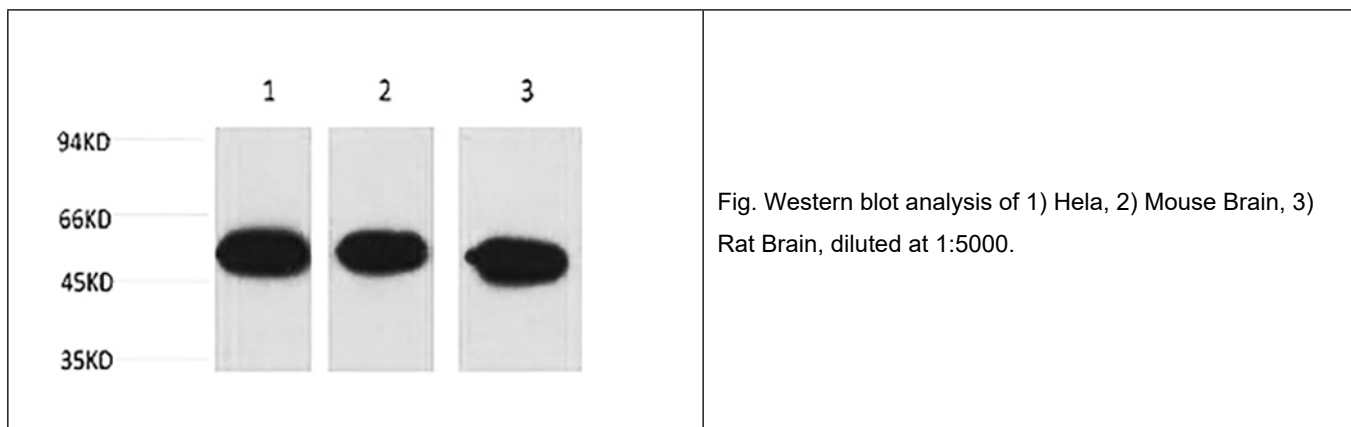 1 2 3
94KD
66KD
45KD
35KD
Fig. Western blot analysis of 1) Hela, 2) Mouse Brain, 3)
Rat Brain, diluted at 1:5000.